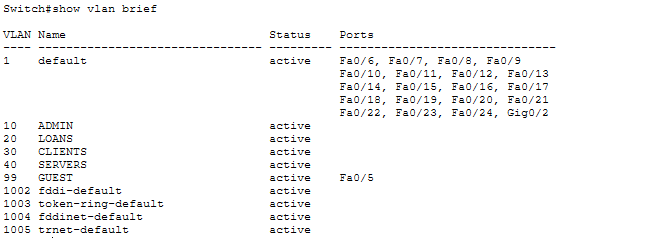 Switch#show vlan brief
VLAN Name                             Status    Ports
---- -------------------------------- --------- -------------------------------
1    default                          active    Fa0/6, Fa0/7, Fa0/8, Fa0/9
                                                Fa0/10, Fa0/11, Fa0/12, Fa0/13
                                                Fa0/14, Fa0/15, Fa0/16, Fa0/17
                                                Fa0/18, Fa0/19, Fa0/20, Fa0/21
                                                Fa0/22, Fa0/23, Fa0/24, Gig0/2
10   ADMIN                            active
20   LOANS                            active
30   CLIENTS                          active
40   SERVERS                          active
99   GUEST                            active    Fa0/5
1002 fddi-default                     active
1003 token-ring-default               active
1004 fddinet-default                  active
1005 trnet-default                    active